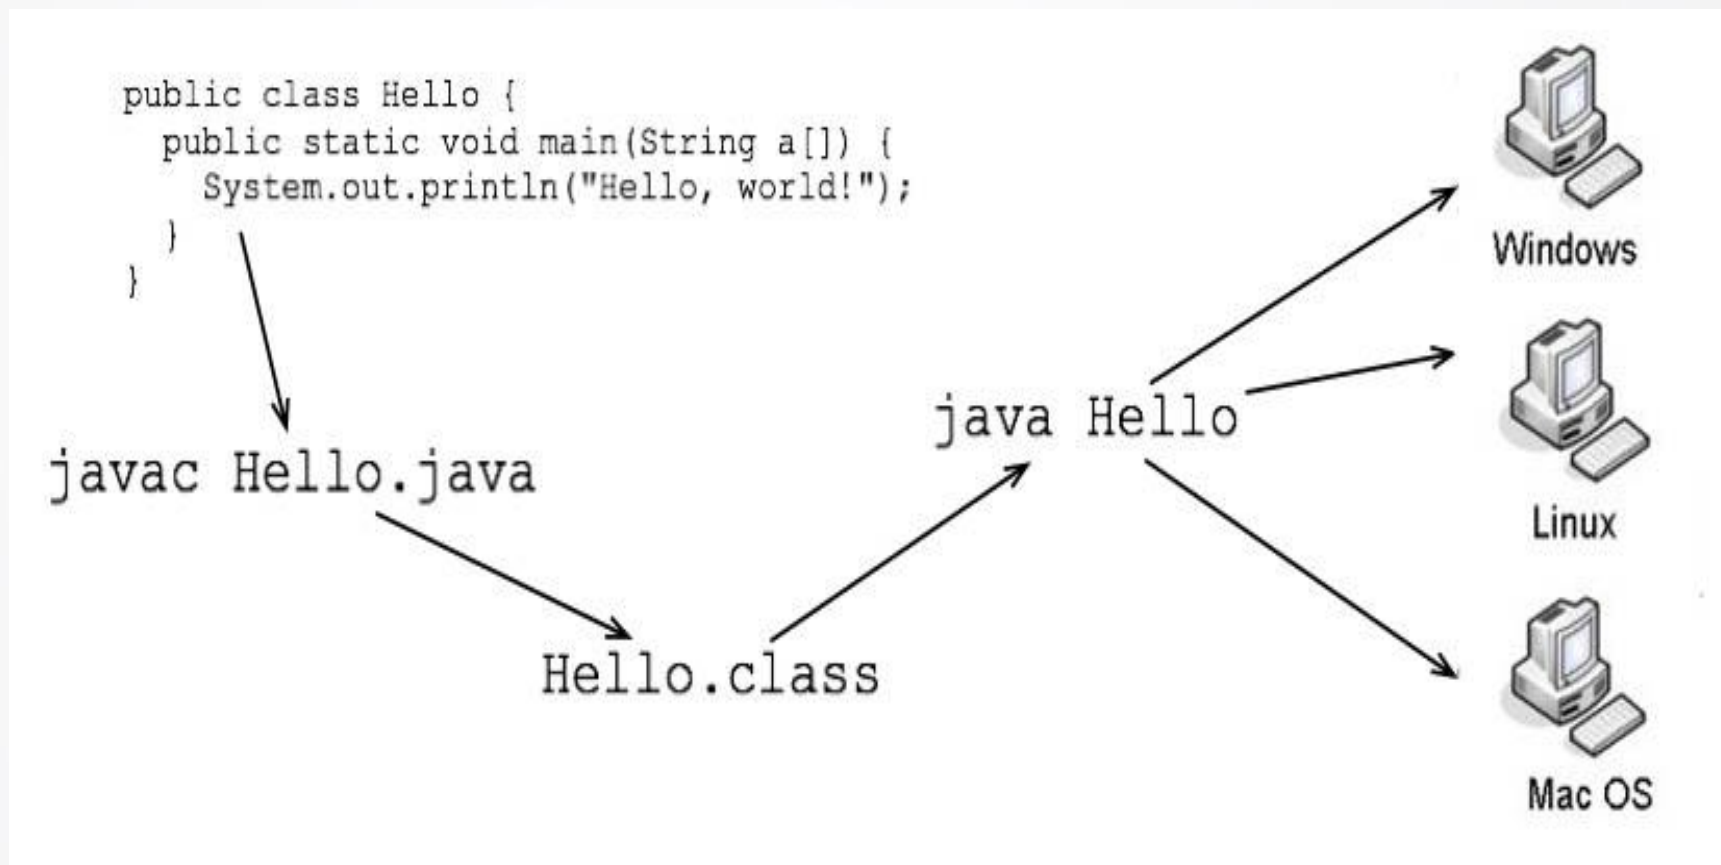 public class Hello {
public static void main(String a[]) {
System.out.println("Hello, world!");
}
}
javac Hello.java
Hello.class
java Hello
Windows
Linux
Mac OS